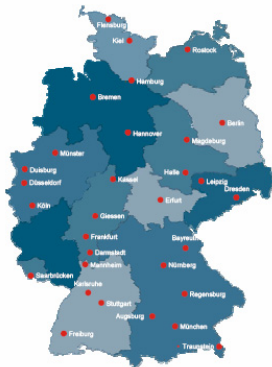 Flensburg
Kiel
Rostock
Hamburg
Bremen
Berlin
Hannover
Magdeburg
Münster
Duisburg
Halle
Leipzig
Kassel
Düsseldorf
Dresden
Erfurt
Köln
Giessen
Frankfurt
Bayreuth
Darmstadt
Mannheim
Nürnberg
Saarbrücken
Karlsruhe
Regensburg
Stuttgart
Augsburg
München
Freiburg
Traunstein